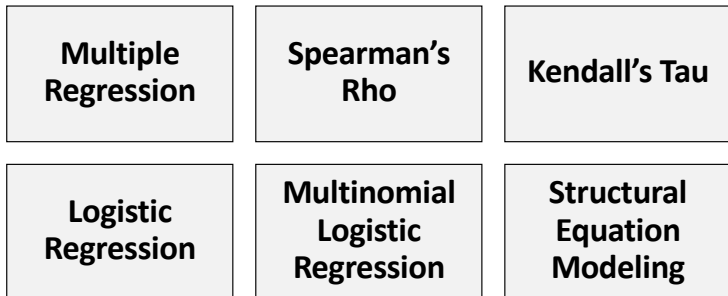 Multiple
Regression
Spearman’s
Rho
Kendall’s Tau
Logistic
Regression
Multinomial
Logistic
Regression
Structural
Equation
Modeling